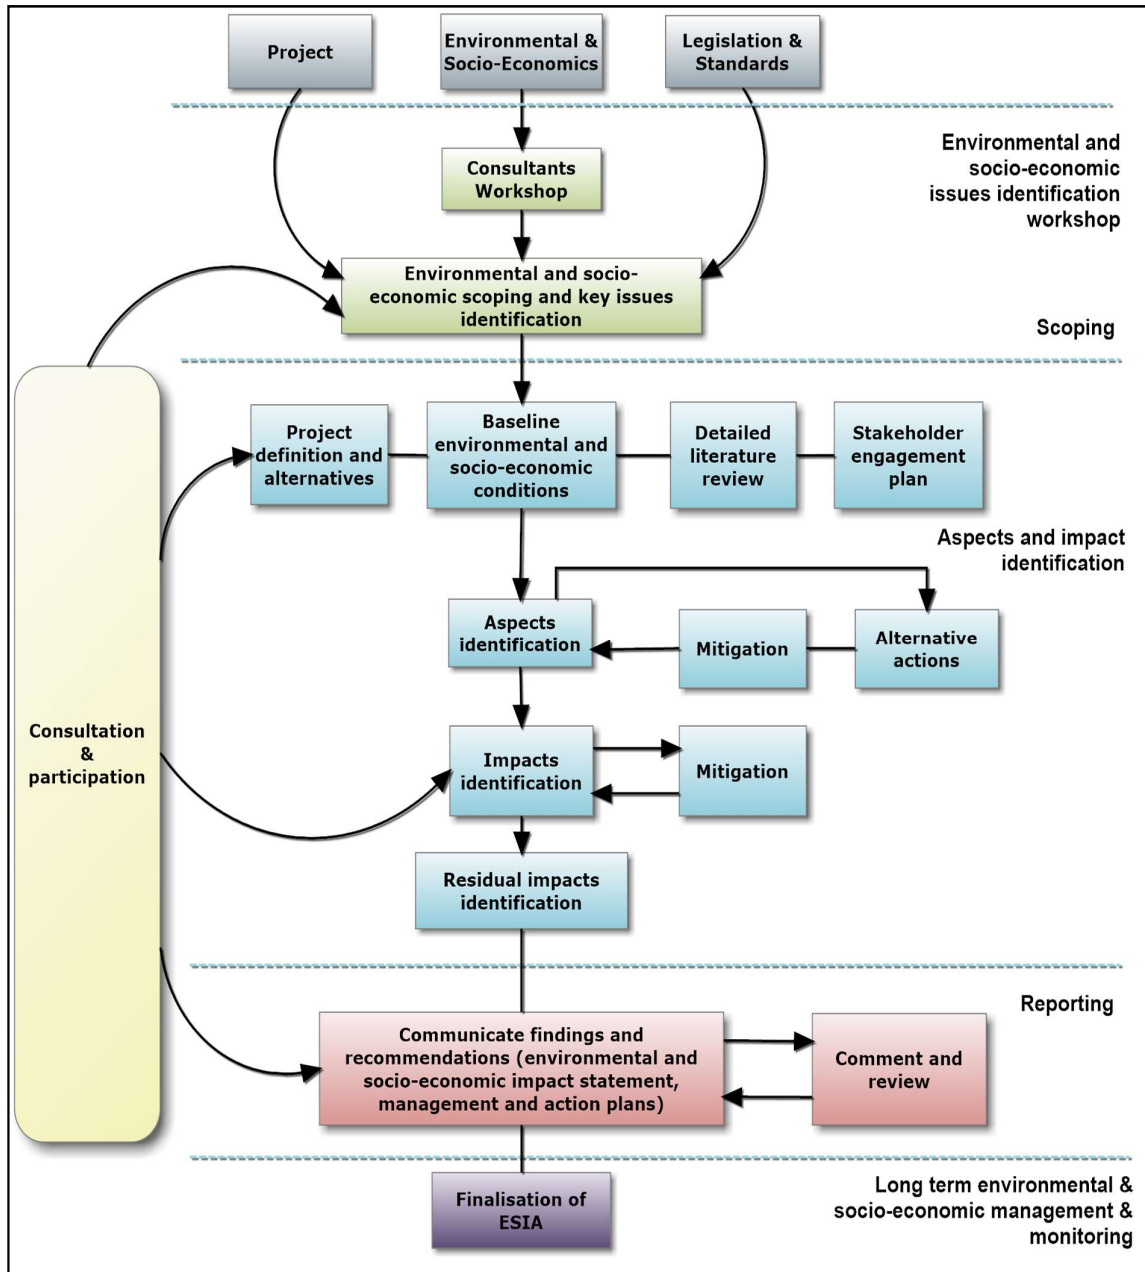 Project
Environmental &
Socio-Economics
Legislation &
Standards
Consultants
Workshop
Environmental and
socio-economic
issues identification
workshop
Environmental and socio-
economic scoping and key issues
identification
Scoping
Project
definition and
alternatives
Baseline
environmental and
socio-economic
conditions
Detailed
literature
review
Stakeholder
engagement
plan
Aspects and impact
identification
Aspects
identification
Mitigation
Alternative
actions
Consultation
&
participation
Impacts
identification
Mitigation
Residual impacts
identification
Reporting
Communicate findings and
recommendations (environmental and
socio-economic impact statement,
management and action plans)
Comment and
review
Finalisation of
ESIA
Long term environmental &
socio-economic management &
monitoring